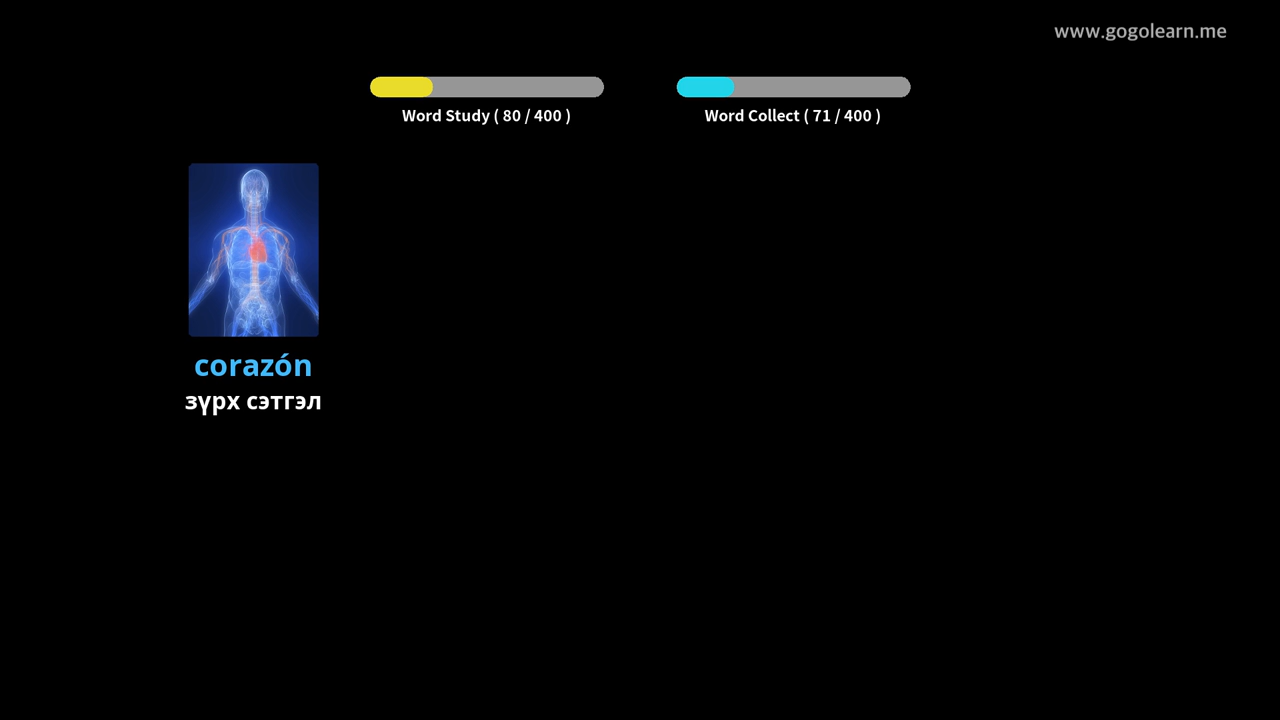 www.gogolearn.me
Word Study ( 80 / 400 )
Word Collect ( 71 / 400 )
corazón
зүрх сэтгэл